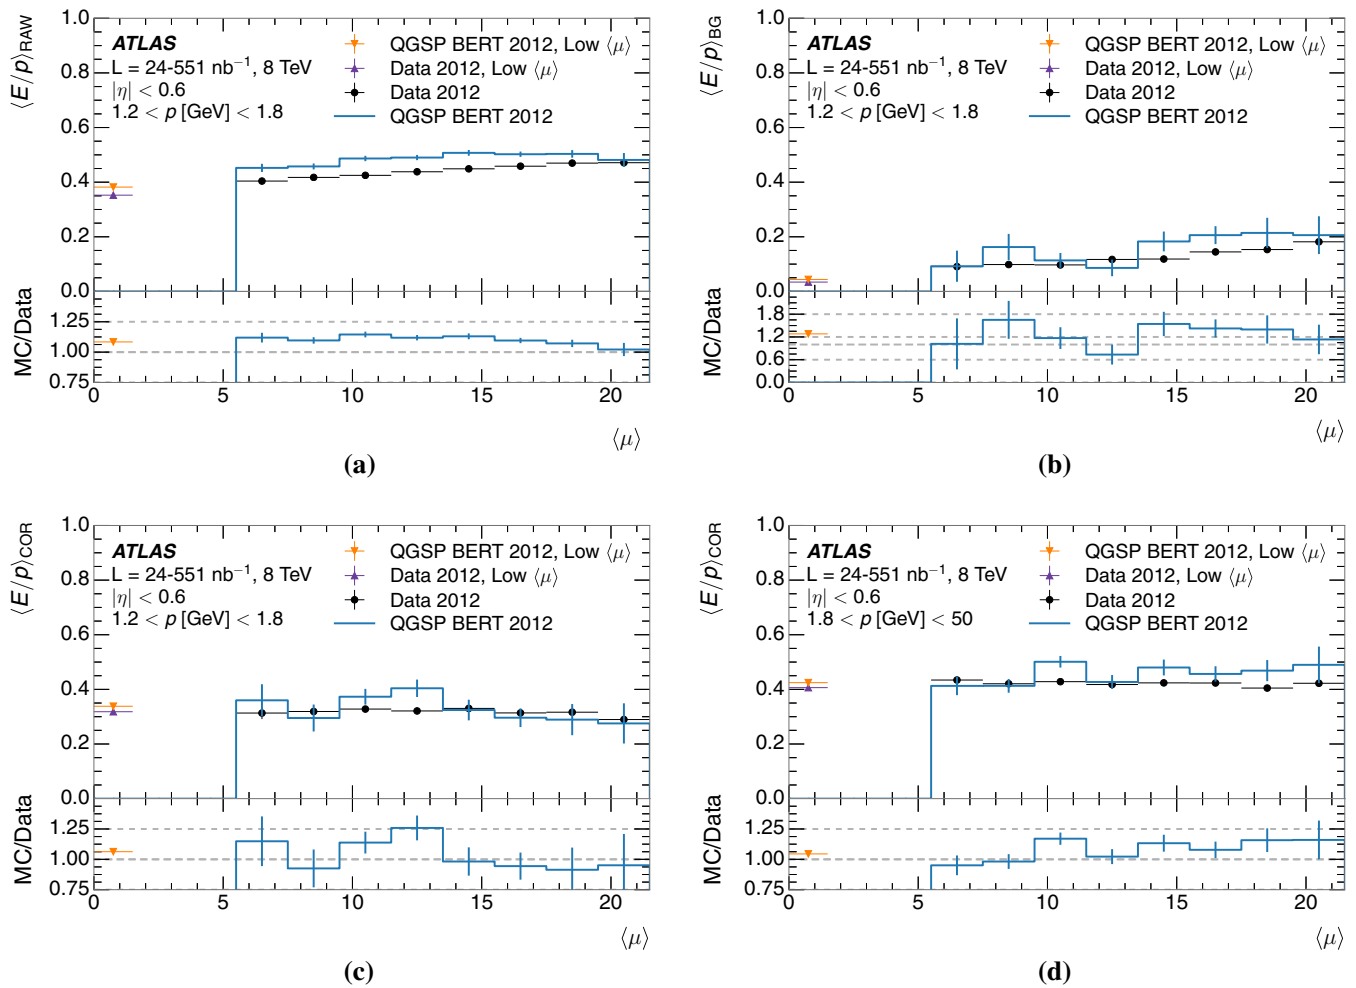 ⟨E/p⟩RAW
1.0
0.8
0.6
0.4
0.2
0.0
ATLAS
L = 24-551 nb⁻¹, 8 TeV
|η| < 0.6
1.2 < p [GeV] < 1.8
QGSP BERT 2012, Low ⟨μ⟩
Data 2012, Low ⟨μ⟩
Data 2012
QGSP BERT 2012
MC/Data
1.25
1.00
0.75
0 5 10 15 20
⟨μ⟩
(a)
⟨E/p⟩BG
1.0
0.8
0.6
0.4
0.2
0.0
ATLAS
L = 24-551 nb⁻¹, 8 TeV
|η| < 0.6
1.2 < p [GeV] < 1.8
QGSP BERT 2012, Low ⟨μ⟩
Data 2012, Low ⟨μ⟩
Data 2012
QGSP BERT 2012
MC/Data
1.8
1.2
0.6
0.0
0 5 10 15 20
⟨μ⟩
(b)
⟨E/p⟩COR
1.0
0.8
0.6
0.4
0.2
0.0
ATLAS
L = 24-551 nb⁻¹, 8 TeV
|η| < 0.6
1.2 < p [GeV] < 1.8
QGSP BERT 2012, Low ⟨μ⟩
Data 2012, Low ⟨μ⟩
Data 2012
QGSP BERT 2012
MC/Data
1.25
1.00
0.75
0 5 10 15 20
⟨μ⟩
(c)
⟨E/p⟩COR
1.0
0.8
0.6
0.4
0.2
0.0
ATLAS
L = 24-551 nb⁻¹, 8 TeV
|η| < 0.6
1.8 < p [GeV] < 50
QGSP BERT 2012, Low ⟨μ⟩
Data 2012, Low ⟨μ⟩
Data 2012
QGSP BERT 2012
MC/Data
1.25
1.00
0.75
0 5 10 15 20
⟨μ⟩
(d)